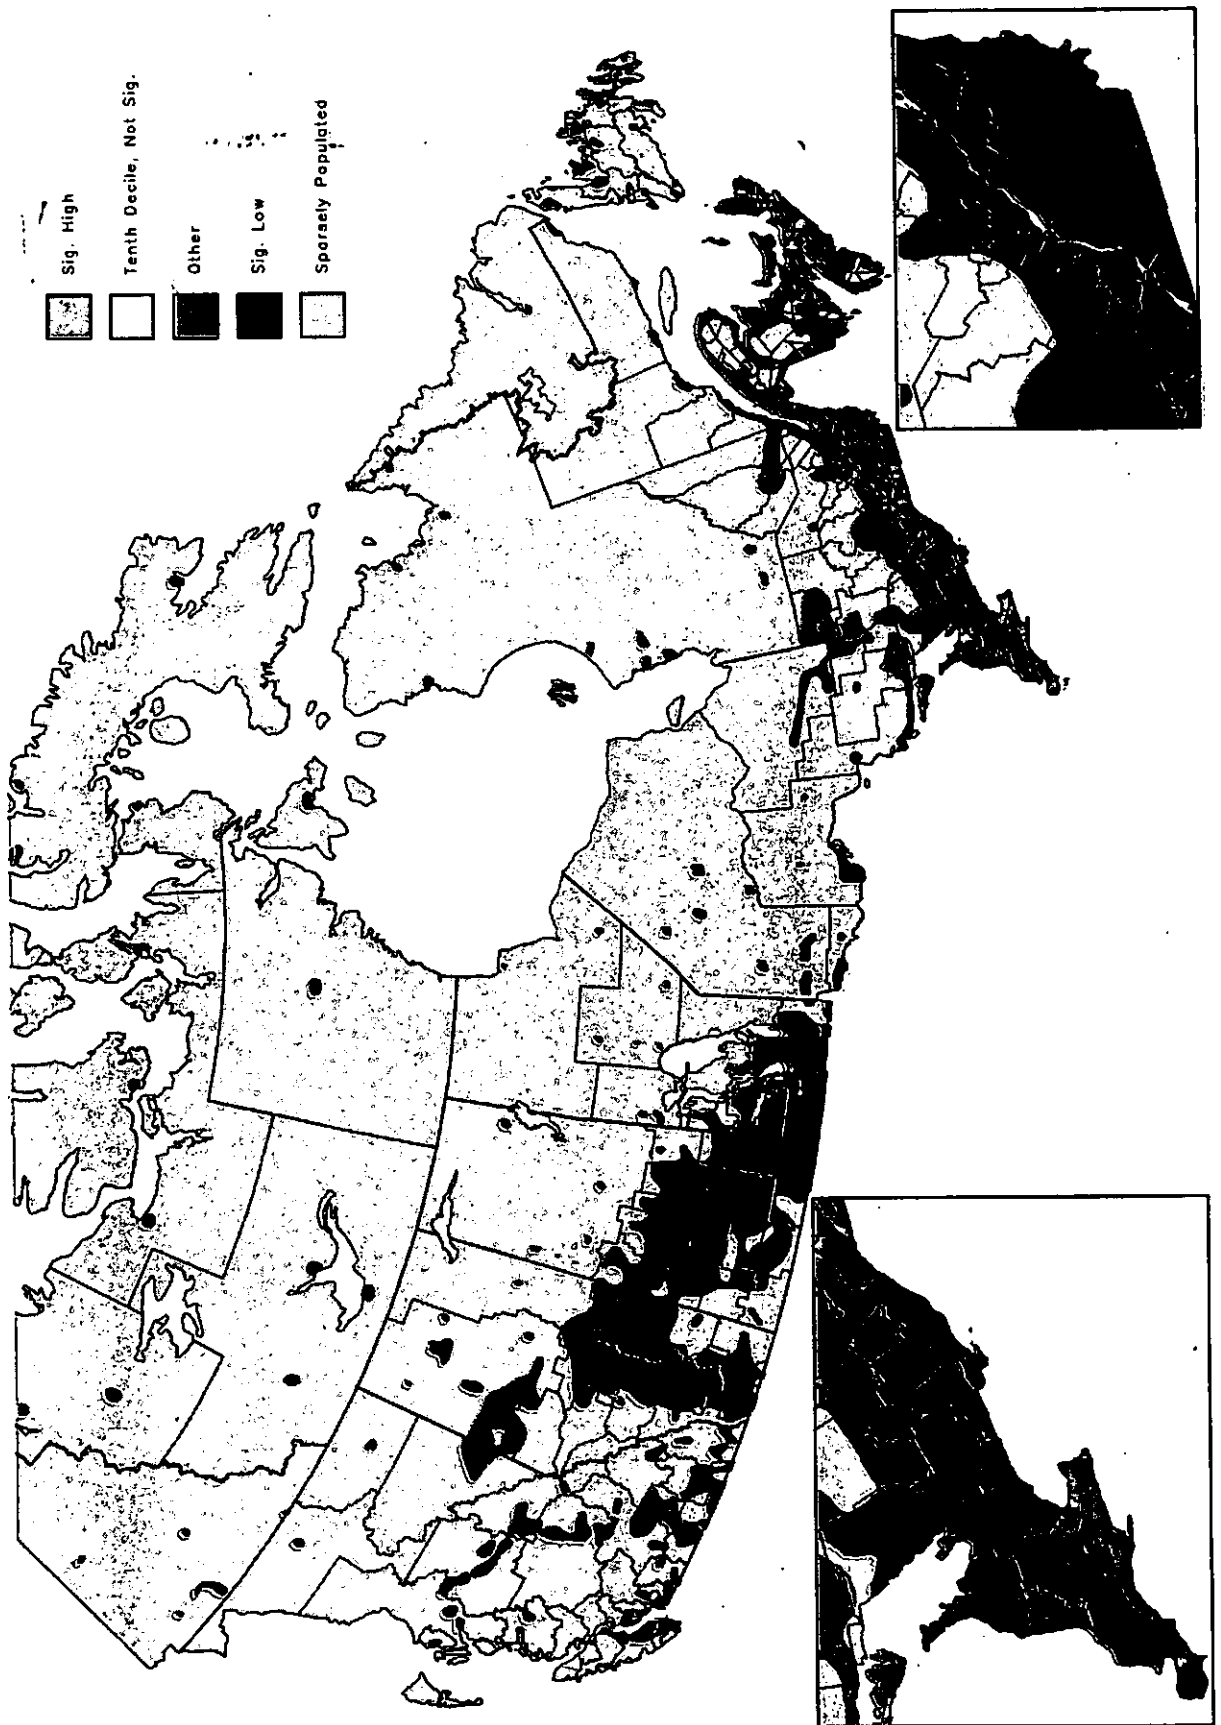 Sig. High
Tenth Decile, Not Sig.
Other
Sig. Low
Sparsely Populated